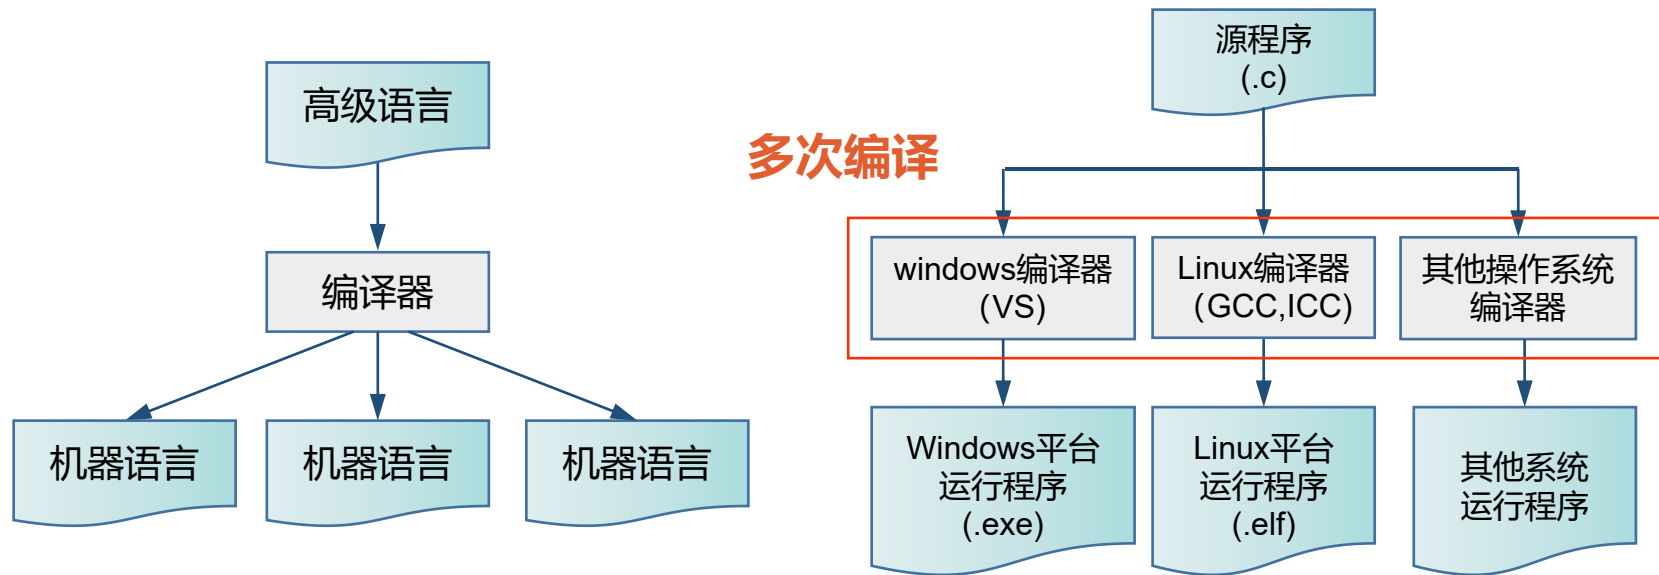 高级语言
编译器
机器语言
机器语言
机器语言
多次编译
源程序
(.c)
windows编译器
(VS)
Linux编译器
(GCC,ICC)
其他操作系统
编译器
Windows平台
运行程序
(.exe)
Linux平台
运行程序
(.elf)
其他系统
运行程序